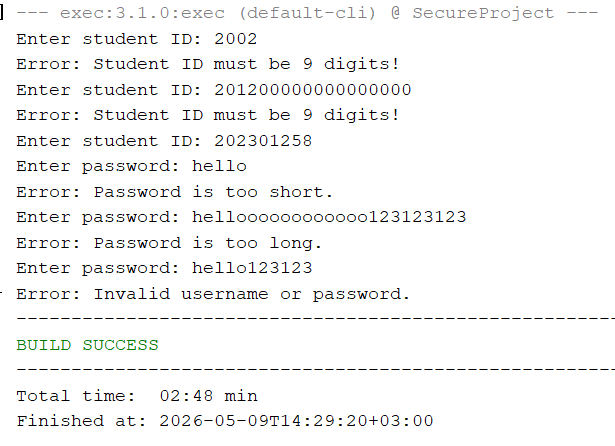 --- exec:3.1.0:exec (default-cli) @ SecureProject ---
Enter student ID: 2002
Error: Student ID must be 9 digits!
Enter student ID: 201200000000000000
Error: Student ID must be 9 digits!
Enter student ID: 202301258
Enter password: hello
Error: Password is too short.
Enter password: helloooooooooooo123123123
Error: Password is too long.
Enter password: hello123123
Error: Invalid username or password.
------------------------------------------------------
BUILD SUCCESS
------------------------------------------------------
Total time:  02:48 min
Finished at: 2026-05-09T14:29:20+03:00